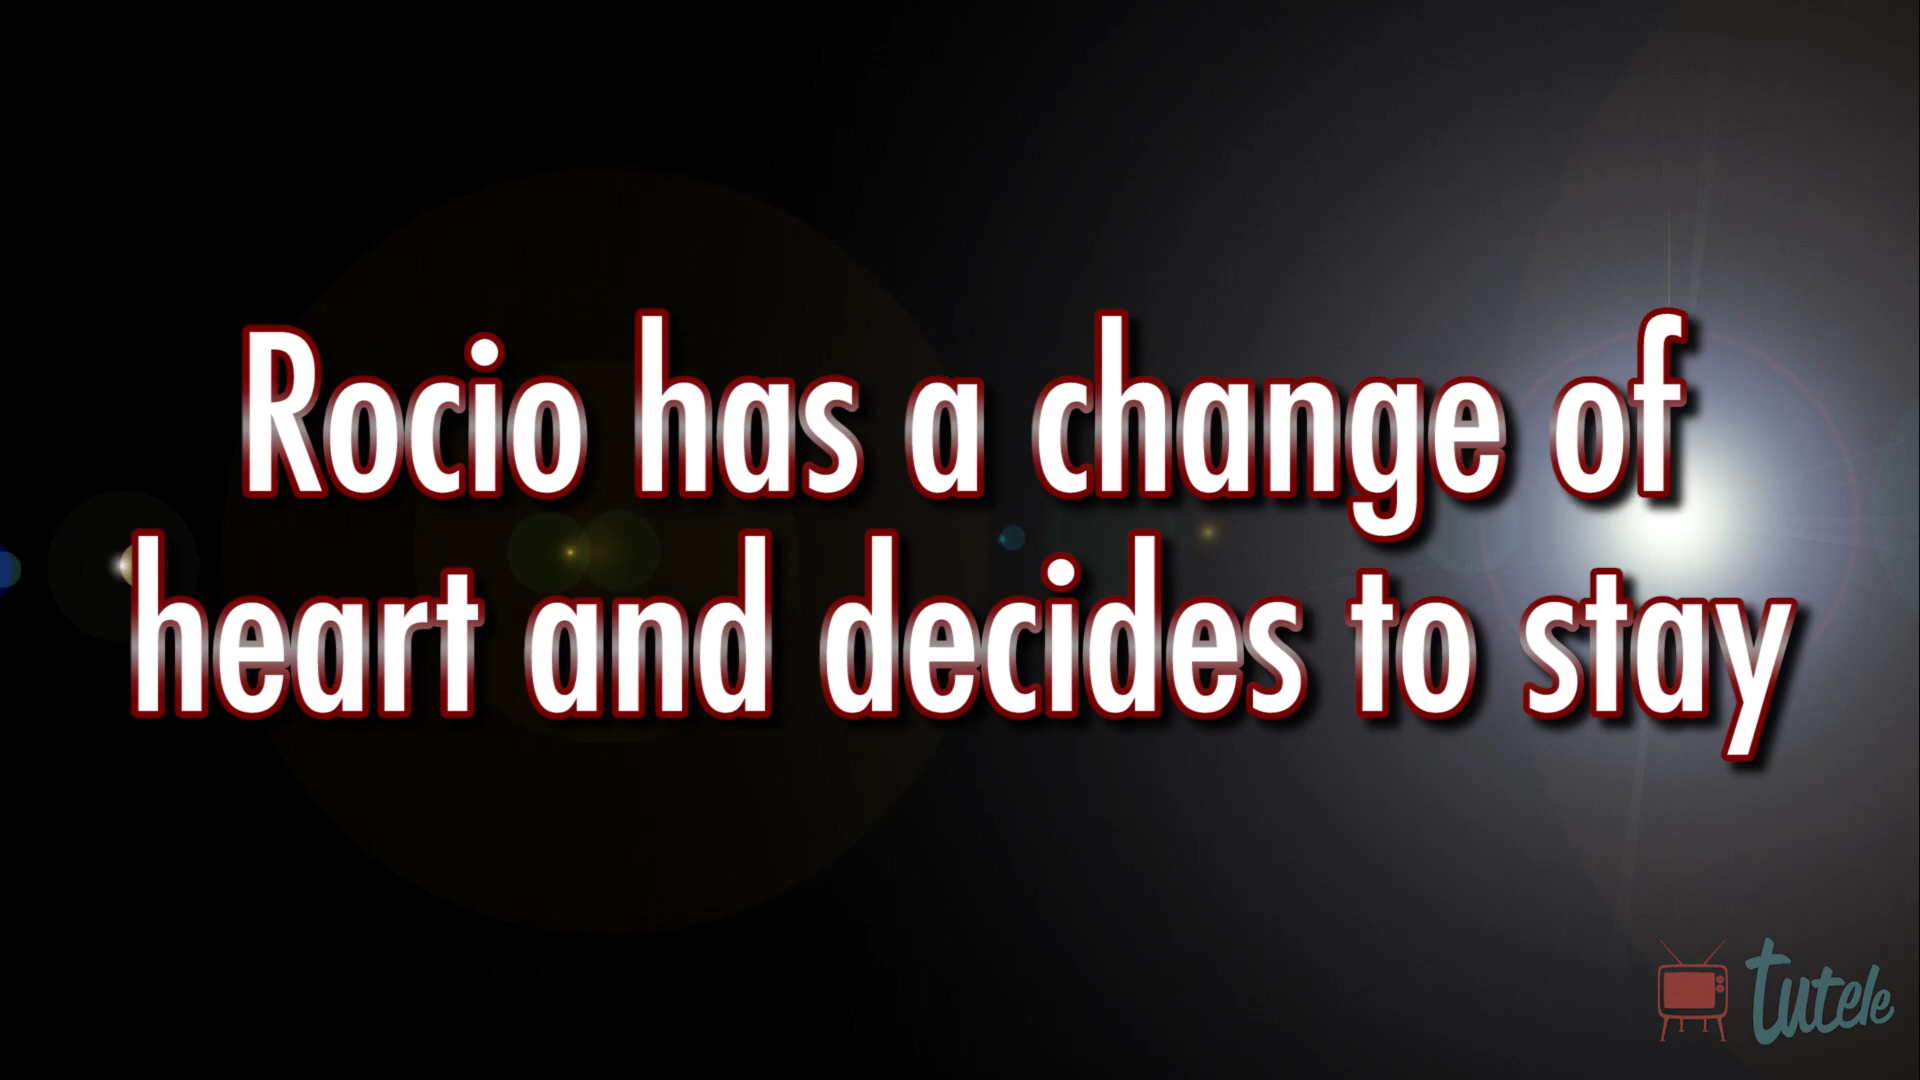 Rocio has a change of
heart and decides to stay
tutele